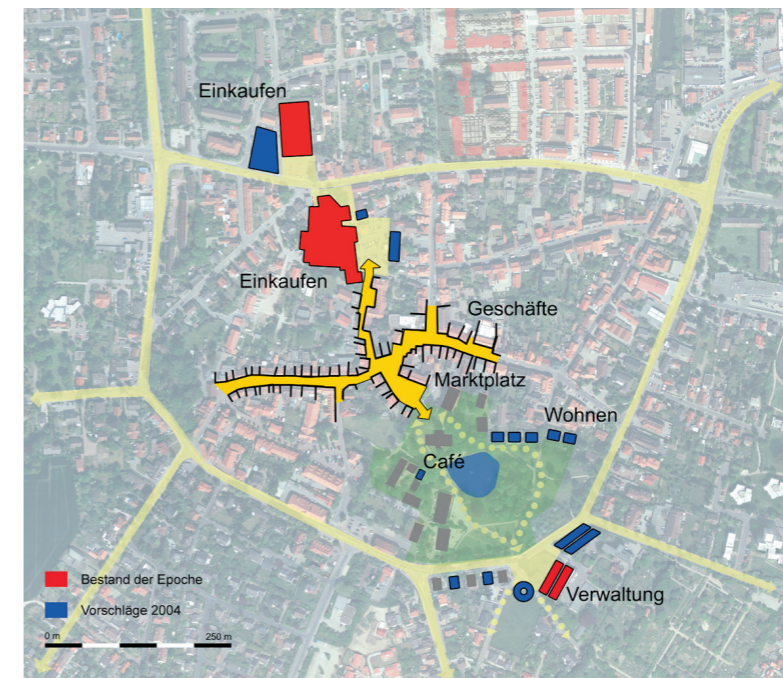 Einkaufen
Einkaufen
Geschäfte
Marktplatz
Wohnen
Café
Verwaltung
Bestand der Epoche
Vorschläge 2004
0 m 250 m